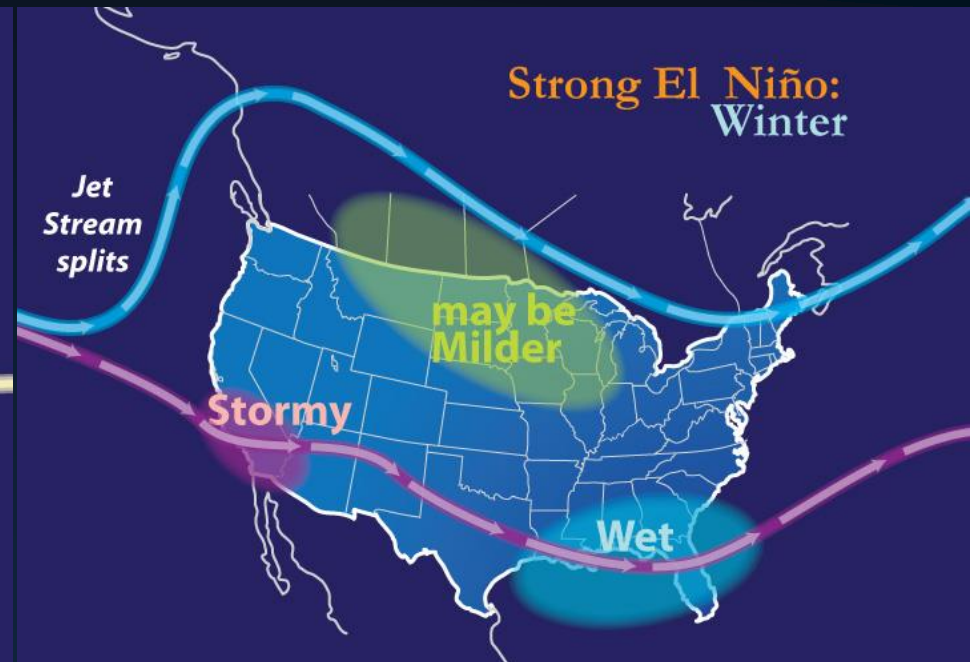 Strong El Niño:
Winter
Jet
Stream
splits
may be
Milder
Stormy
Wet